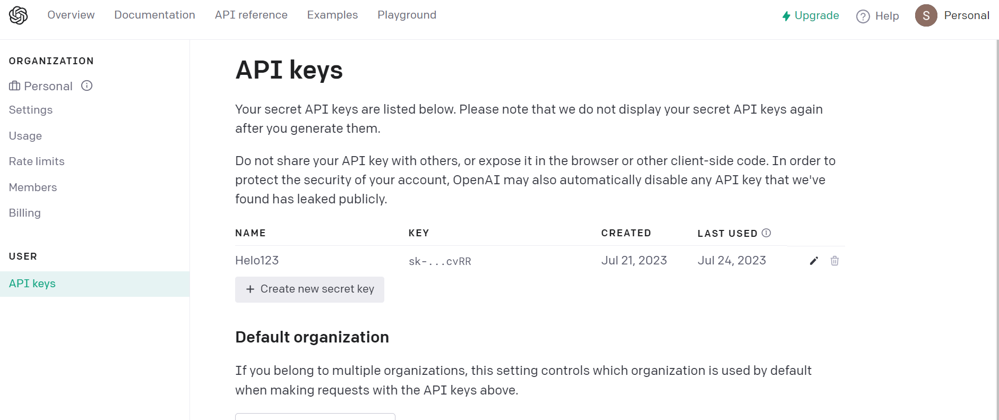 Overview Documentation API reference Examples Playground Upgrade Help S Personal
ORGANIZATION
Personal
Settings
Usage
Rate limits
Members
Billing
USER
API keys
API keys
Your secret API keys are listed below. Please note that we do not display your secret API keys again
after you generate them.
Do not share your API key with others, or expose it in the browser or other client-side code. In order to
protect the security of your account, OpenAI may also automatically disable any API key that we've
found has leaked publicly.
NAME KEY CREATED LAST USED
Helo123 sk-...cvRR Jul 21, 2023 Jul 24, 2023
+ Create new secret key
Default organization
If you belong to multiple organizations, this setting controls which organization is used by default
when making requests with the API keys above.